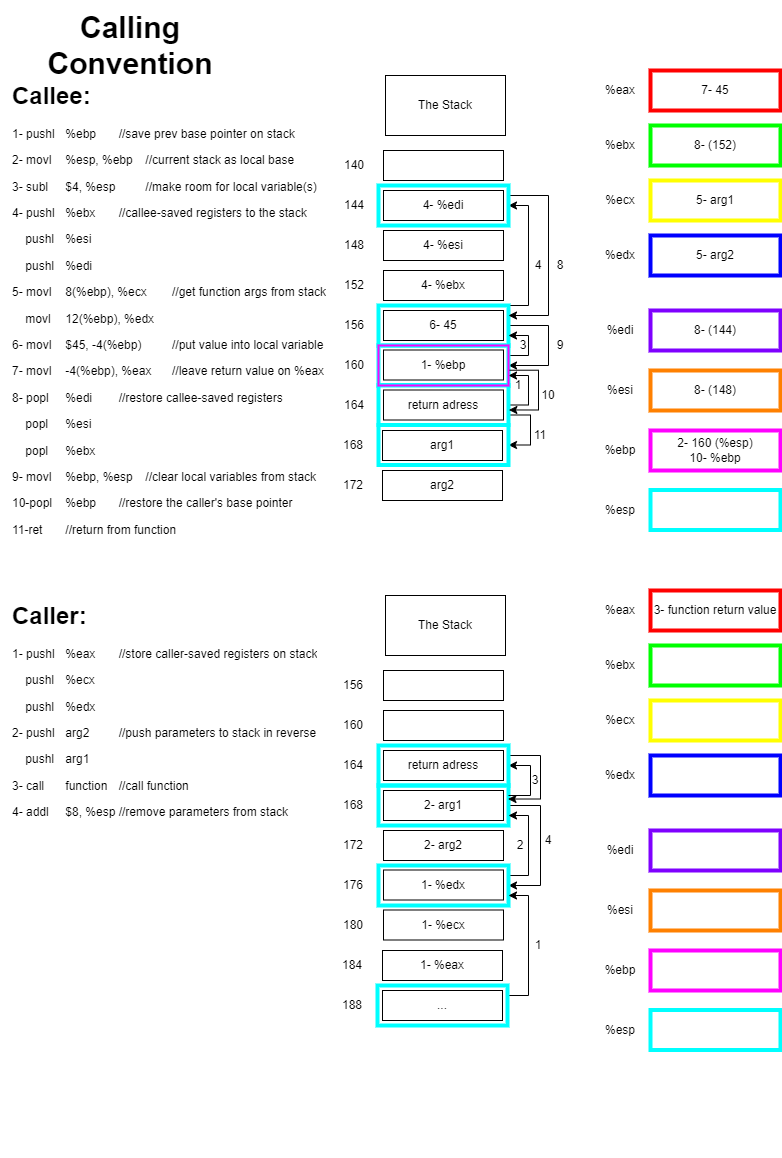 Calling
Convention
Callee:
1- pushl %ebp //save prev base pointer on stack
2- movl %esp, %ebp //current stack as local base
3- subl $4, %esp //make room for local variable(s)
4- pushl %ebx //callee-saved registers to the stack
pushl %esi
pushl %edi
5- movl 8(%ebp), %ecx //get function args from stack
movl 12(%ebp), %edx
6- movl $45, -4(%ebp) //put value into local variable
7- movl -4(%ebp), %eax //leave return value on %eax
8- popl %edi //restore callee-saved registers
popl %esi
popl %ebx
9- movl %ebp, %esp //clear local variables from stack
10-popl %ebp //restore the caller's base pointer
11-ret //return from function
The Stack
140
144 4- %edi
148 4- %esi
152 4- %ebx
156 6- 45
160 1- %ebp
164 return adress
168 arg1
172 arg2
4
8
3
9
1
10
11
%eax 7- 45
%ebx 8- (152)
%ecx 5- arg1
%edx 5- arg2
%edi 8- (144)
%esi 8- (148)
%ebp 2- 160 (%esp)
10- %ebp
%esp
Caller:
1- pushl %eax //store caller-saved registers on stack
pushl %ecx
pushl %edx
2- pushl arg2 //push parameters to stack in reverse
pushl arg1
3- call function //call function
4- addl $8, %esp //remove parameters from stack
The Stack
156
160
164 return adress
168 2- arg1
172 2- arg2
176 1- %edx
180 1- %ecx
184 1- %eax
188 ...
3
2
4
1
%eax 3- function return value
%ebx
%ecx
%edx
%edi
%esi
%ebp
%esp